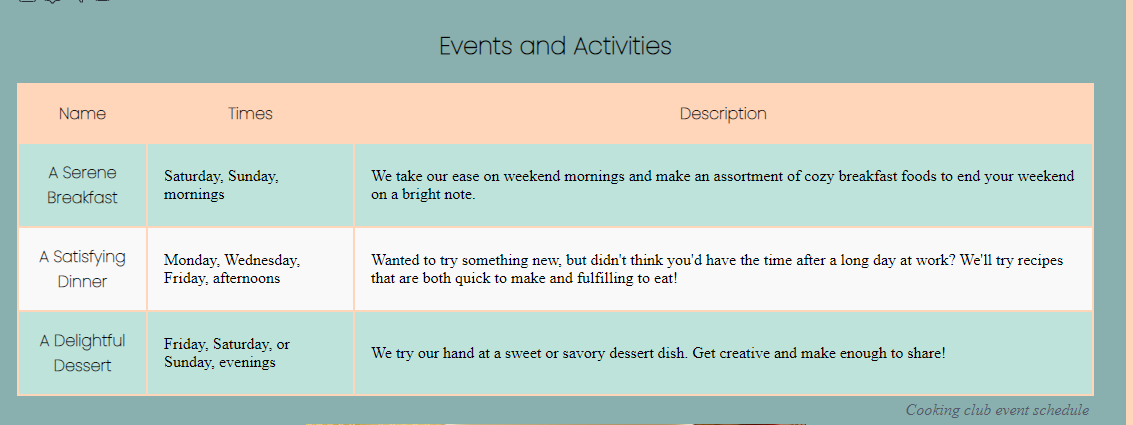 Events and Activities
Name Times Description
A Serene
Breakfast
Saturday, Sunday,
mornings
We take our ease on weekend mornings and make an assortment of cozy breakfast foods to end your weekend
on a bright note.
A Satisfying
Dinner
Monday, Wednesday,
Friday, afternoons
Wanted to try something new, but didn't think you'd have the time after a long day at work? We'll try recipes
that are both quick to make and fulfilling to eat!
A Delightful
Dessert
Friday, Saturday, or
Sunday, evenings
We try our hand at a sweet or savory dessert dish. Get creative and make enough to share!
Cooking club event schedule